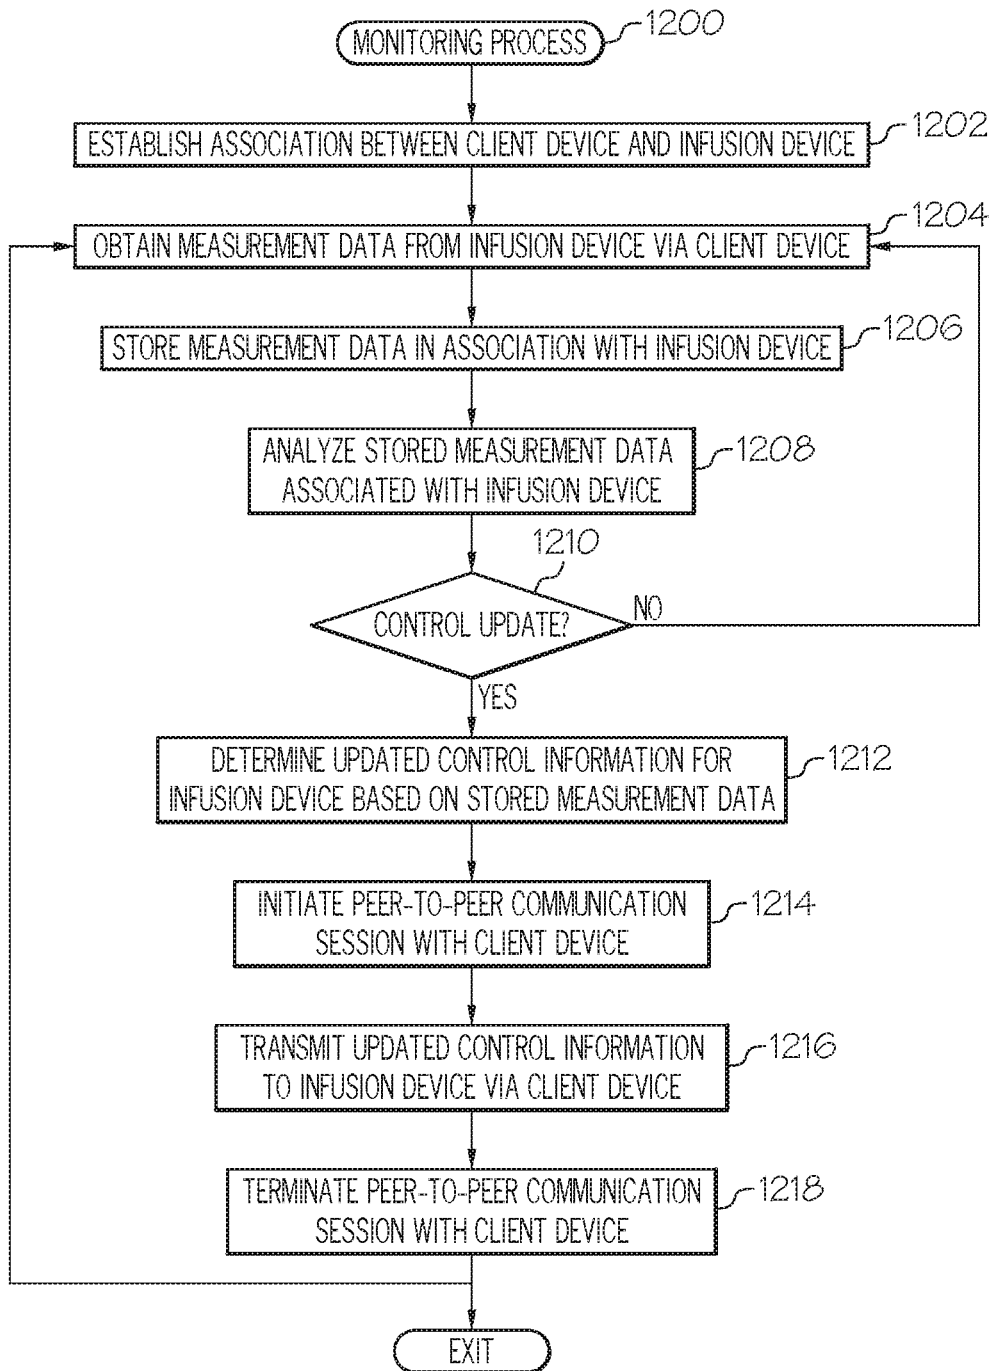 MONITORING PROCESS
1200
ESTABLISH ASSOCIATION BETWEEN CLIENT DEVICE AND INFUSION DEVICE
1202
OBTAIN MEASUREMENT DATA FROM INFUSION DEVICE VIA CLIENT DEVICE
1204
STORE MEASUREMENT DATA IN ASSOCIATION WITH INFUSION DEVICE
1206
ANALYZE STORED MEASUREMENT DATA
ASSOCIATED WITH INFUSION DEVICE
1208
1210
CONTROL UPDATE?
NO
YES
DETERMINE UPDATED CONTROL INFORMATION FOR
INFUSION DEVICE BASED ON STORED MEASUREMENT DATA
1212
INITIATE PEER-TO-PEER COMMUNICATION
SESSION WITH CLIENT DEVICE
1214
TRANSMIT UPDATED CONTROL INFORMATION
TO INFUSION DEVICE VIA CLIENT DEVICE
1216
TERMINATE PEER-TO-PEER COMMUNICATION
SESSION WITH CLIENT DEVICE
1218
EXIT